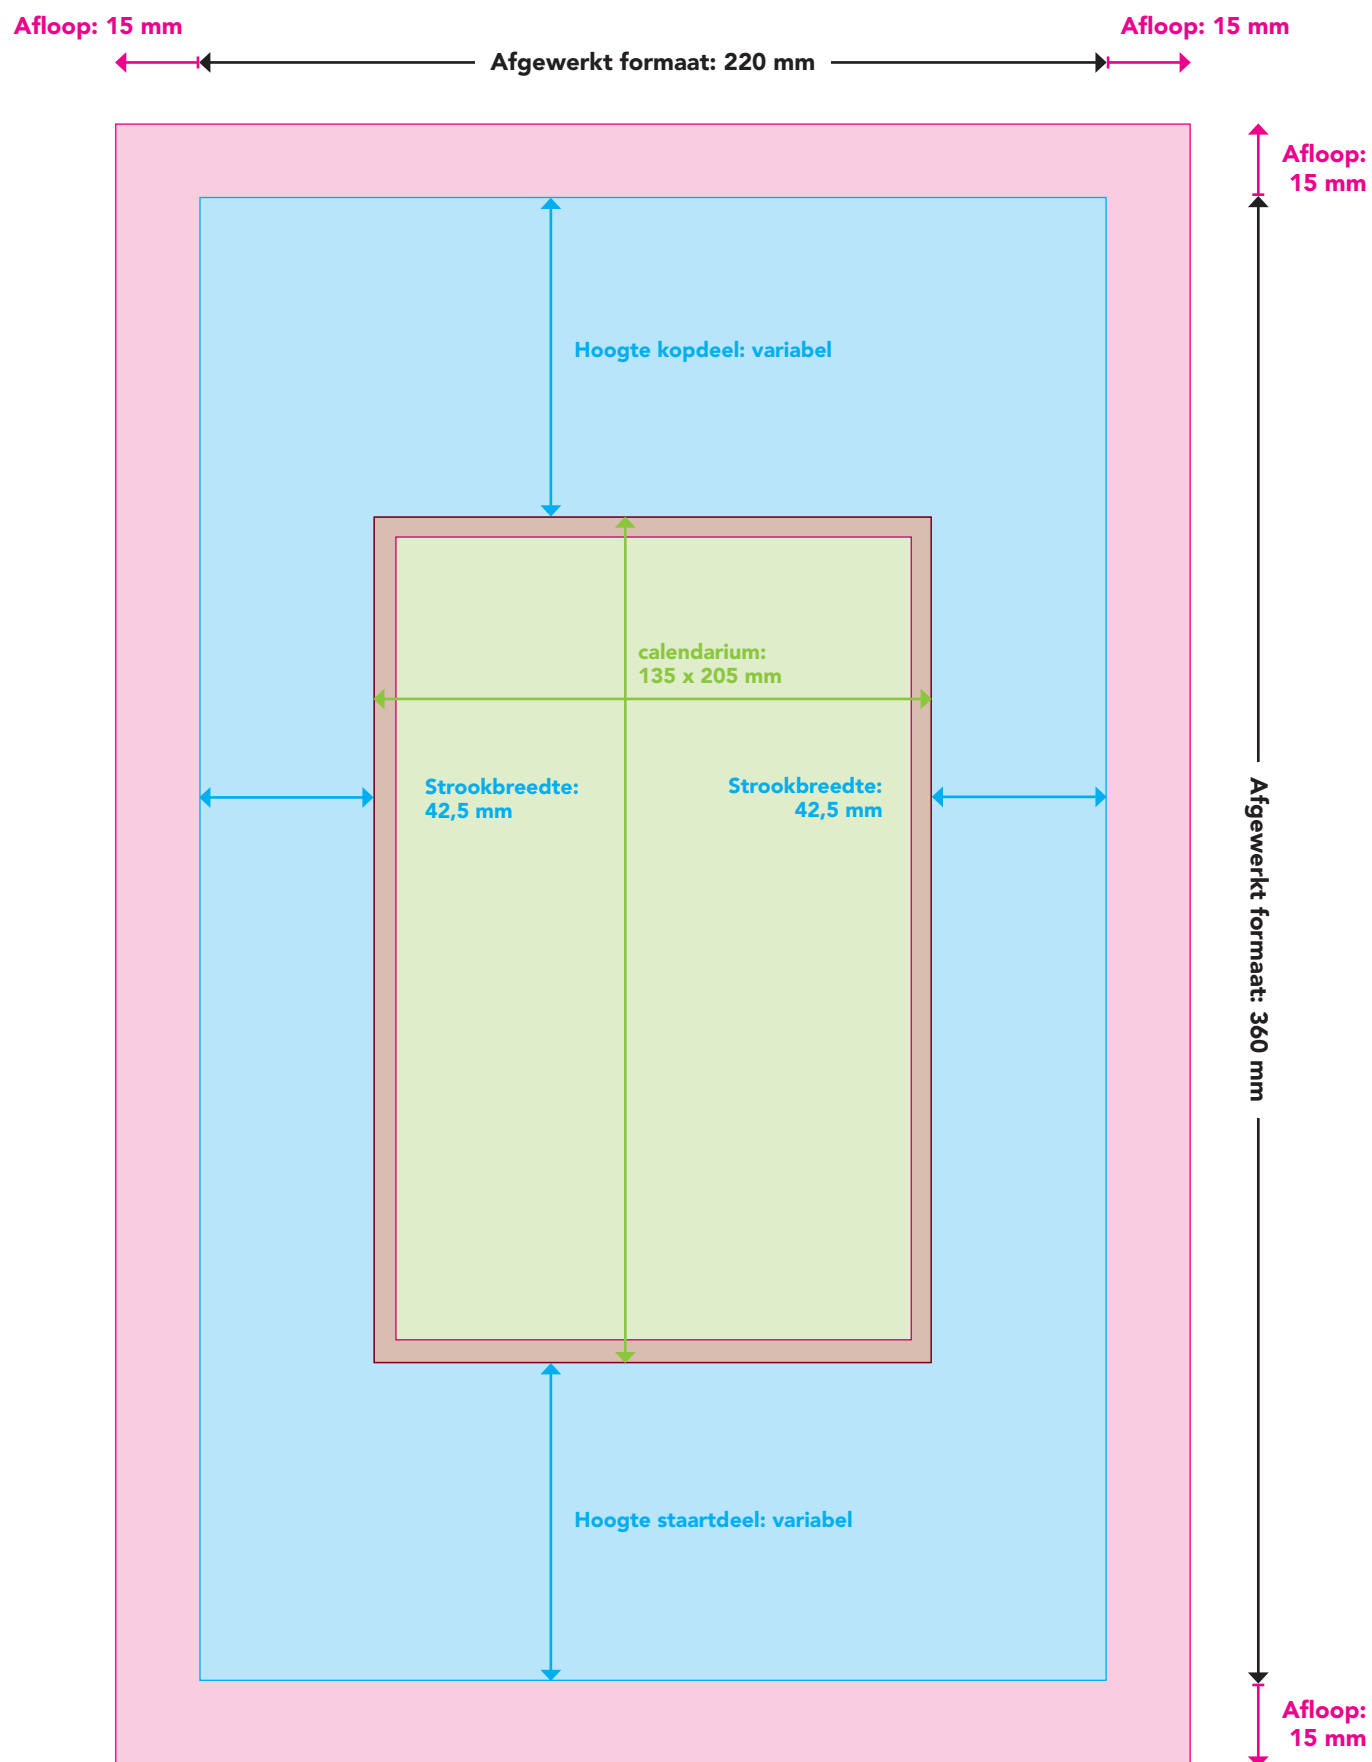 Afloop: 15 mm
Afloop: 15 mm
Afgewerkt formaat: 220 mm
Afloop:
15 mm
Hoogte kopdeel: variabel
calendarium:
135 x 205 mm
Strookbreedte:
42,5 mm
Strookbreedte:
42,5 mm
Afgewerkt formaat: 360 mm
Hoogte staartdeel: variabel
Afloop:
15 mm